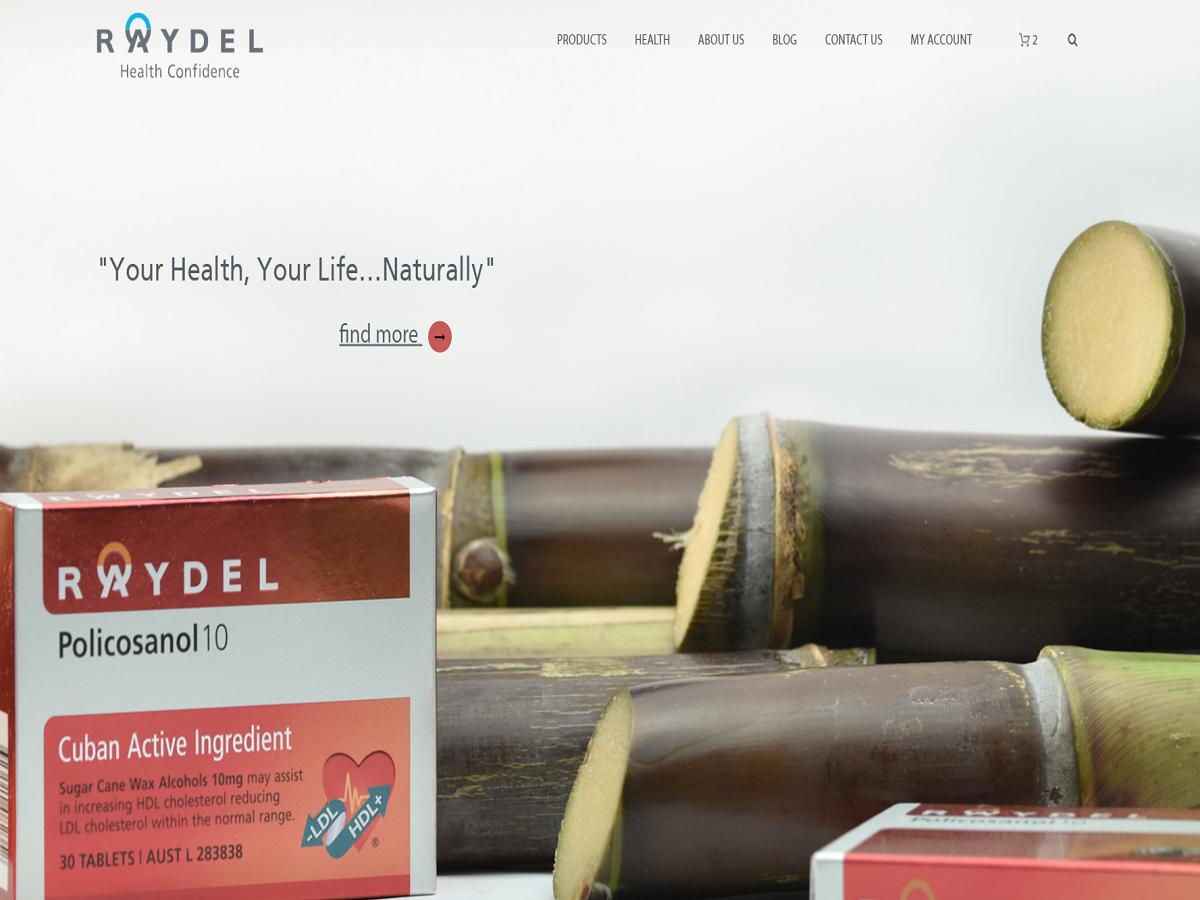 RAYDEL
Health Confidence
PRODUCTS HEALTH ABOUT US BLOG CONTACT US MY ACCOUNT 2
"Your Health, Your Life...Naturally"
find more
RAYDEL
RAYDEL
Policosanol10
Cuban Active Ingredient
Sugar Cane Wax Alcohols 10mg may assist
in increasing HDL cholesterol reducing
LDL cholesterol within the normal range.
-LDL
HDL+
®
30 TABLETS | AUST L 283838
RAYDEL
Policosanol10